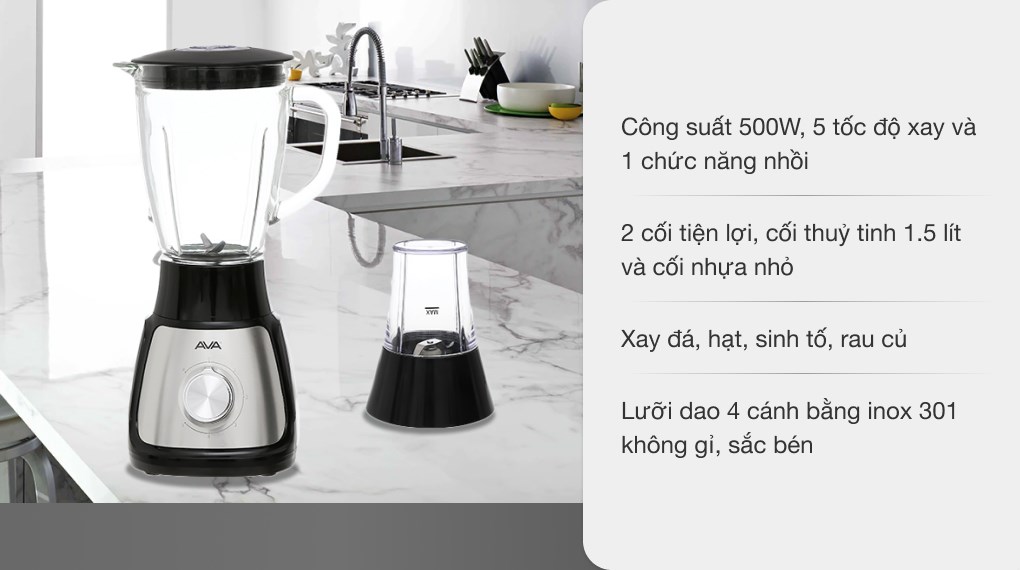 AVA
MAX
Công suất 500W, 5 tốc độ xay và
1 chức năng nhồi
2 cối tiện lợi, cối thuỷ tinh 1.5 lít
và cối nhựa nhỏ
Xay đá, hạt, sinh tố, rau củ
Lưỡi dao 4 cánh bằng inox 301
không gỉ, sắc bén